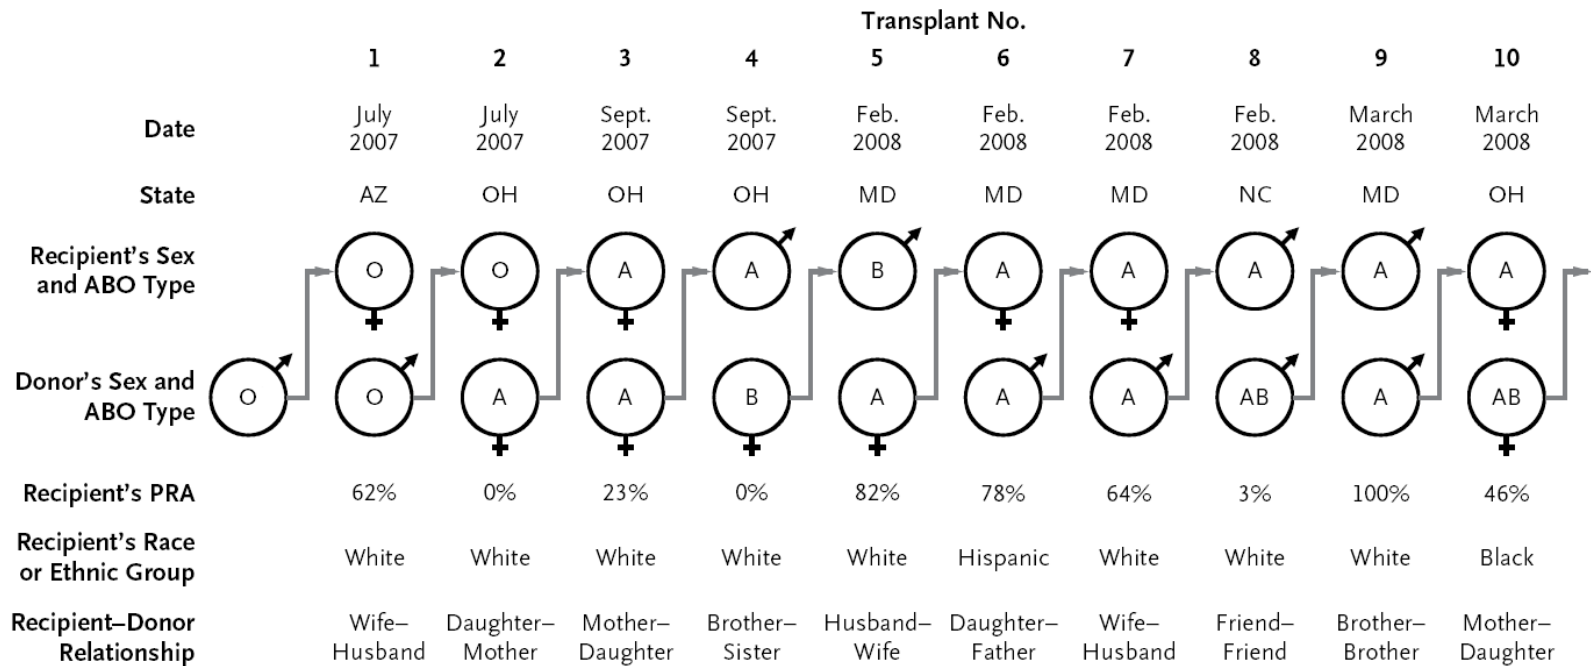 Transplant No.
1 2 3 4 5 6 7 8 9 10
Date
July 2007 July 2007 Sept. 2007 Sept. 2007 Feb. 2008 Feb. 2008 Feb. 2008 Feb. 2008 March 2008 March 2008
State AZ OH OH OH MD MD MD NC MD OH
Recipient’s Sex
and ABO Type
O O A A B A A A A A
Donor’s Sex and
ABO Type
O O A A B A A A AB A AB
Recipient’s PRA 62% 0% 23% 0% 82% 78% 64% 3% 100% 46%
Recipient’s Race
or Ethnic Group
White White White White White Hispanic White White White Black
Recipient–Donor
Relationship
Wife–Husband Daughter–Mother Mother–Daughter Brother–Sister Husband–Wife Daughter–Father Wife–Husband Friend–Friend Brother–Brother Mother–Daughter